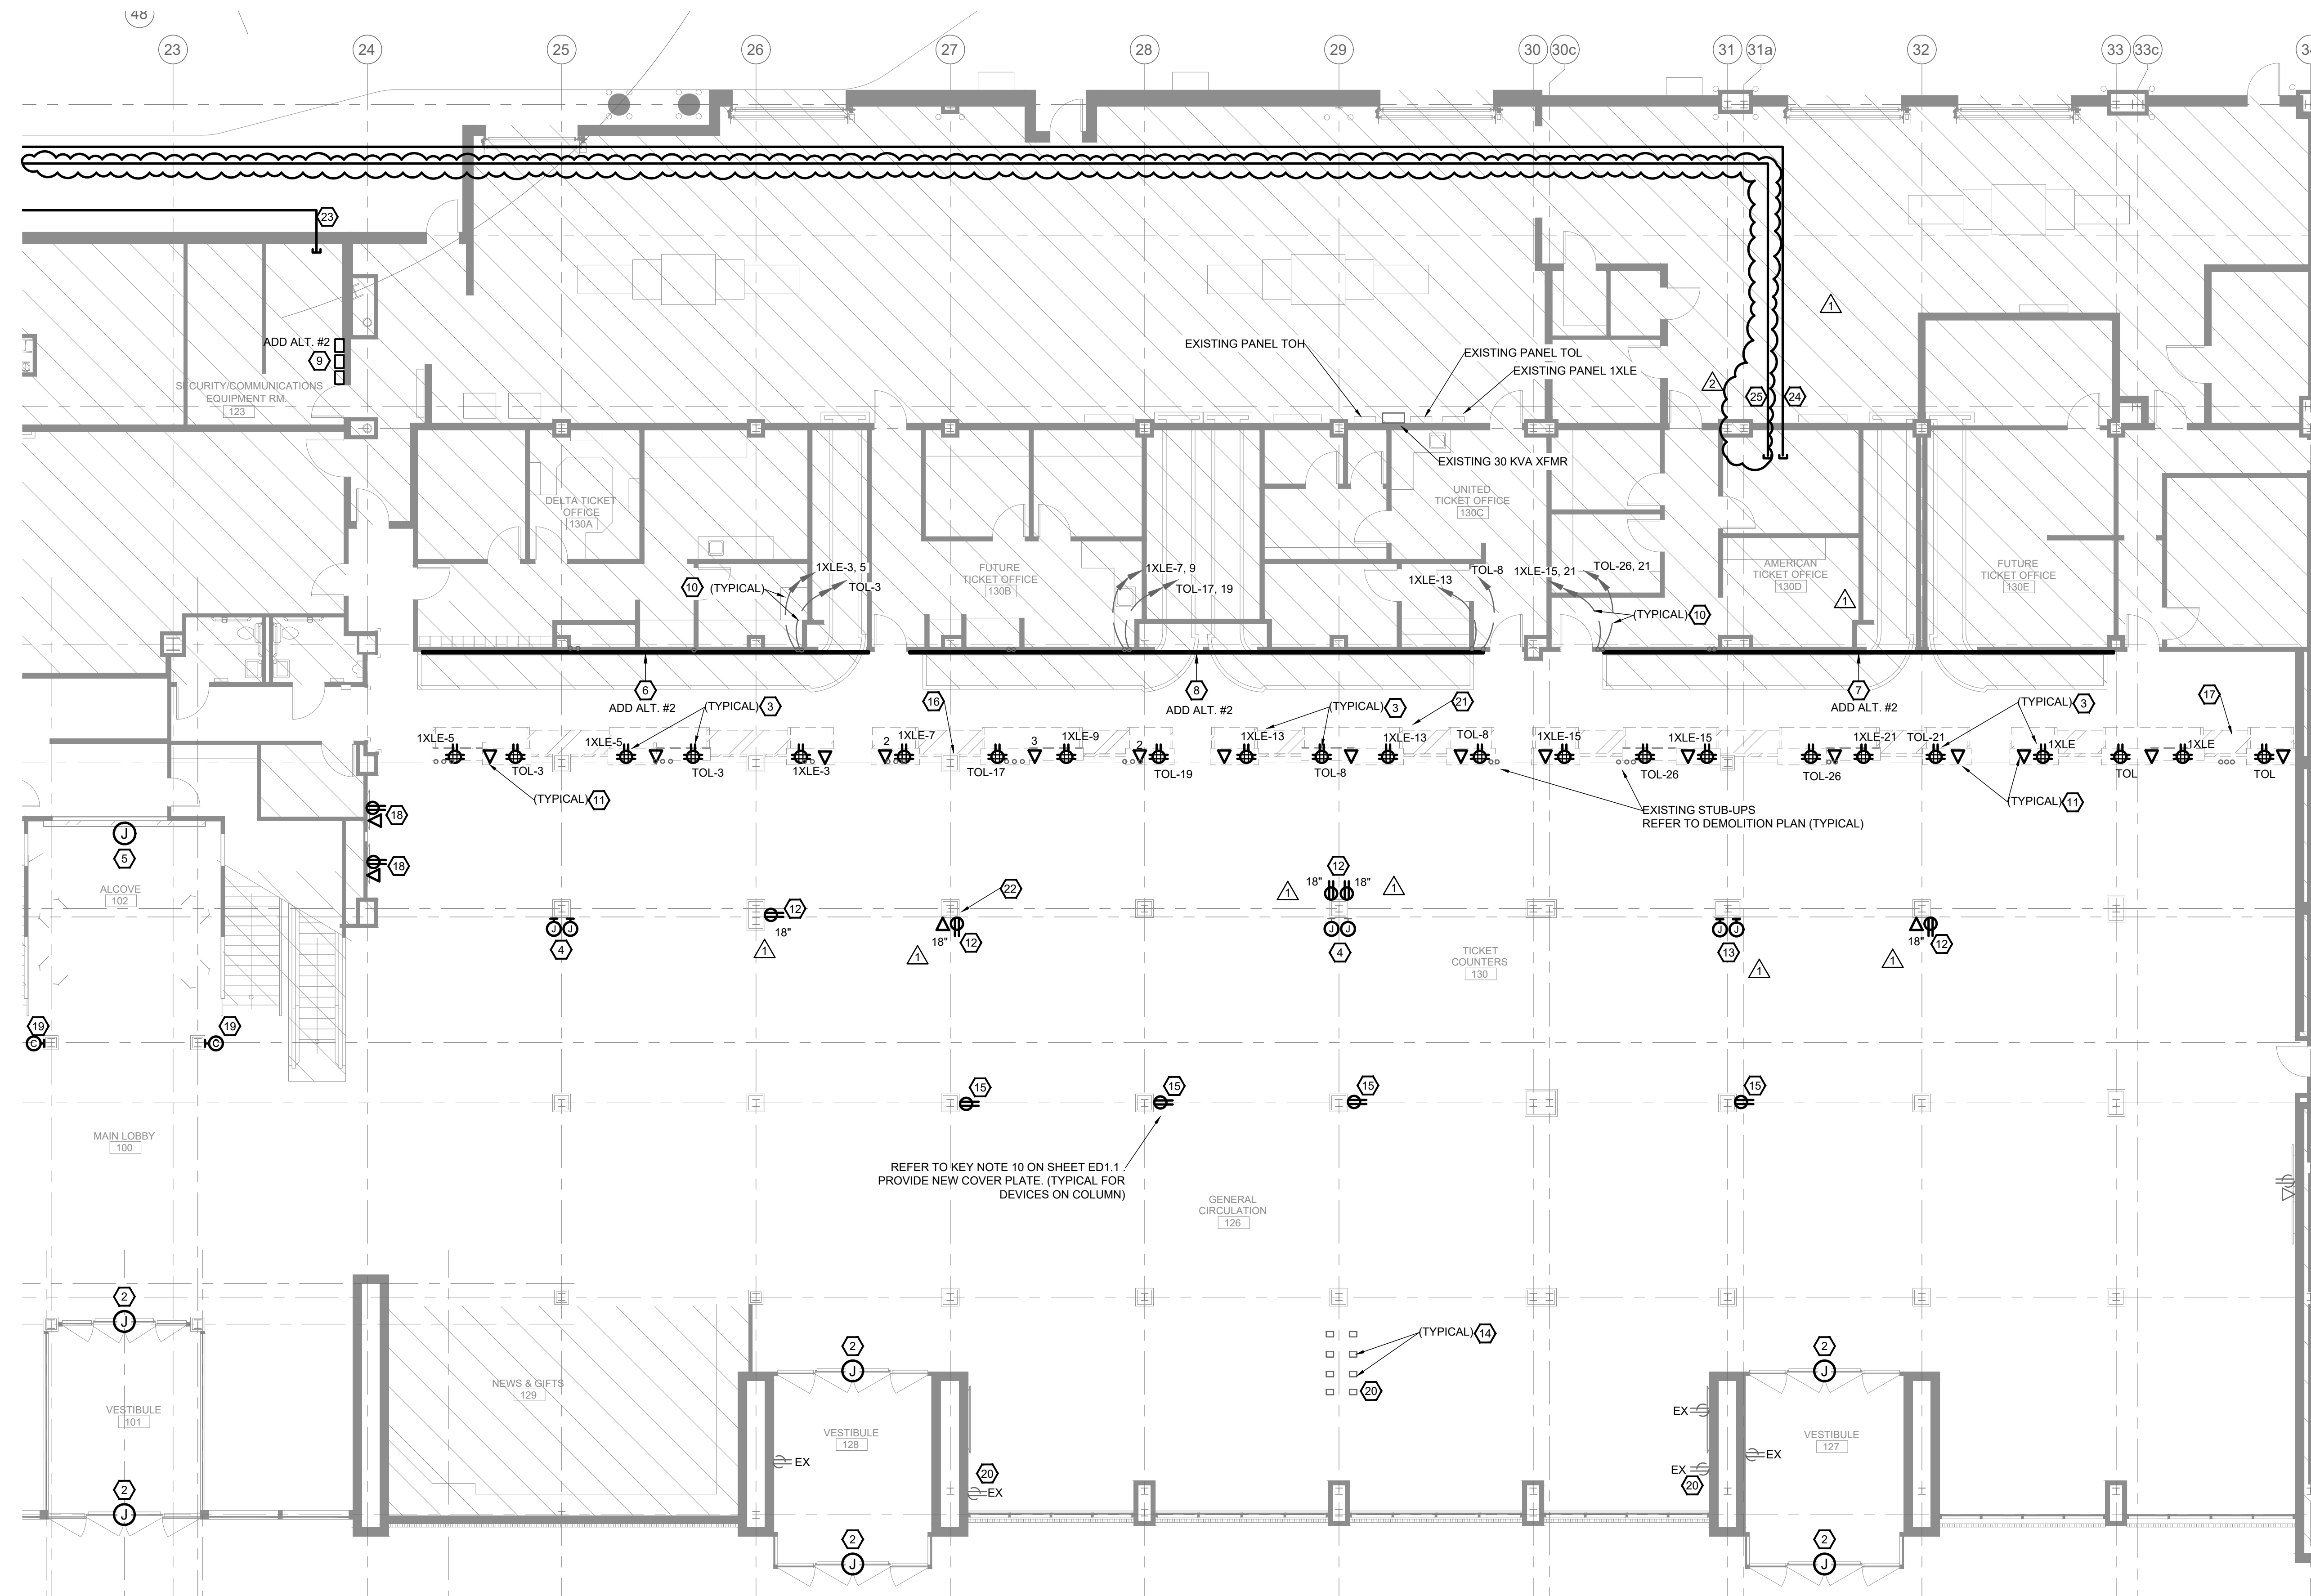 48
23
24
25
26
27
28
29
30
30c
31
31a
32
33
33c
23
1
ADD ALT. #2
9
EXISTING PANEL TOH
EXISTING PANEL TOL
EXISTING PANEL 1XLE
SECURITY/COMMUNICATIONS
EQUIPMENT RM.
123
2
25
24
EXISTING 30 KVA XFMR
DELTA TICKET
OFFICE
130A
UNITED
TICKET OFFICE
130C
FUTURE
TICKET OFFICE
130B
AMERICAN
TICKET OFFICE
130D
FUTURE
TICKET OFFICE
130E
1
10
(TYPICAL)
1XLE-3, 5
TOL-3
1XLE-7, 9
TOL-17, 19
1XLE-13
TOL-8
1XLE-15, 21
TOL-26, 21
(TYPICAL)
10
6
ADD ALT. #2
8
ADD ALT. #2
7
ADD ALT. #2
(TYPICAL)
3
16
(TYPICAL)
3
21
(TYPICAL)
3
17
1XLE-5
1XLE-5
2
1XLE-7
3
1XLE-9
2
1XLE-13
1XLE-13
TOL-8
1XLE-15
1XLE-15
1XLE-21
TOL-21
1XLE
1XLE
TOL-3
TOL-3
1XLE-3
TOL-17
TOL-19
TOL-8
TOL-26
TOL-26
TOL
TOL
(TYPICAL)
11
(TYPICAL)
11
EXISTING STUB-UPS
REFER TO DEMOLITION PLAN (TYPICAL)
18
18
J
5
ALCOVE
102
12
18"
1
22
18"
12
1
12
1
18"
18"
1
J J
4
J J
4
J J
13
1
18"
12
1
TICKET
COUNTERS
130
19
C
19
C
15
15
15
15
MAIN LOBBY
100
REFER TO KEY NOTE 10 ON SHEET ED1.1 .
PROVIDE NEW COVER PLATE. (TYPICAL FOR
DEVICES ON COLUMN)
GENERAL
CIRCULATION
126
2
J
2
J
2
J
(TYPICAL)
14
20
NEWS & GIFTS
129
VESTIBULE
101
VESTIBULE
128
VESTIBULE
127
EX
EX
EX
EX
EX
20
20
2
J
2
J
2
J